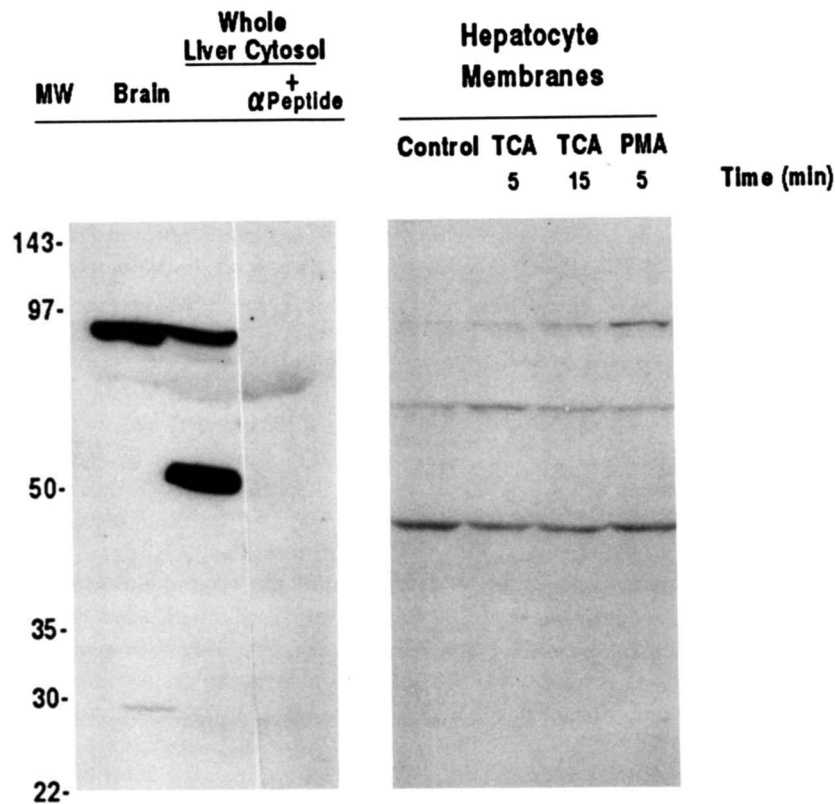 Whole
Liver Cytosol
MW Brain + α Peptide
Hepatocyte
Membranes
Control TCA TCA PMA
5 15 5 Time (min)
143-
97-
50-
35-
30-
22-